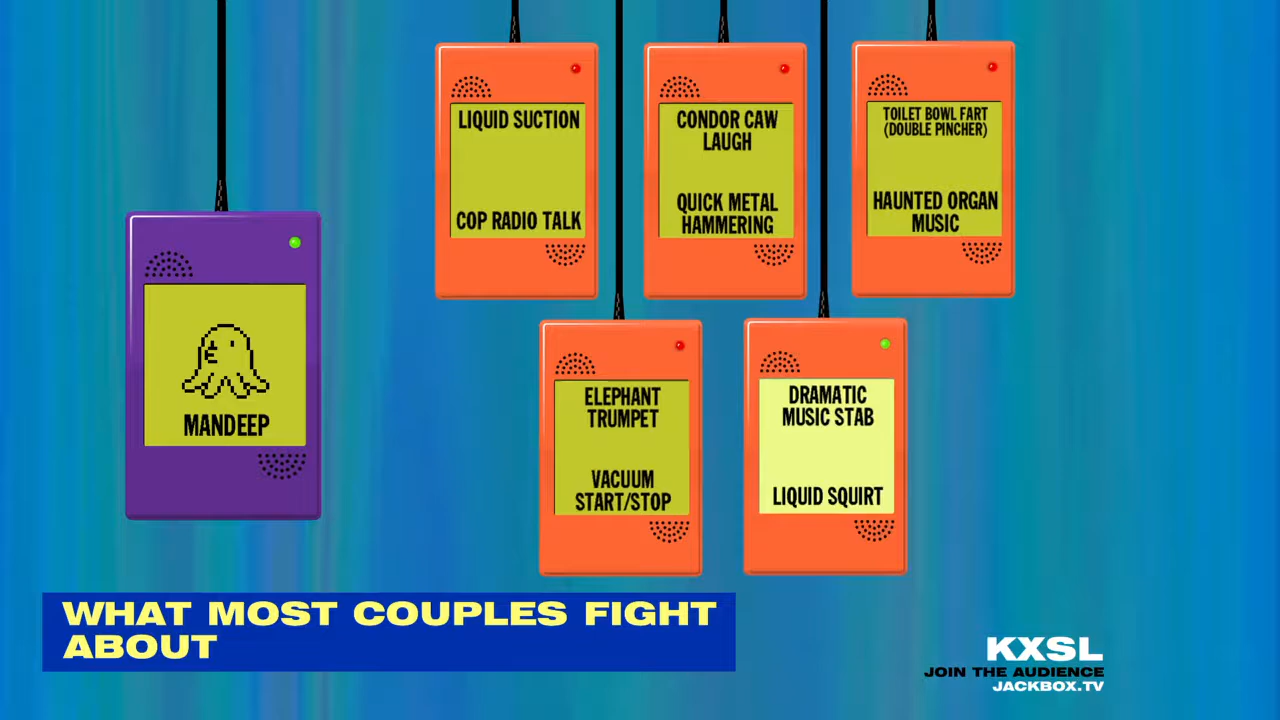 LIQUID SUCTION
COP RADIO TALK
CONDOR CAW
LAUGH
QUICK METAL
HAMMERING
TOILET BOWL FART
(DOUBLE PINCHER)
HAUNTED ORGAN
MUSIC
MANDEEP
ELEPHANT
TRUMPET
VACUUM
START/STOP
DRAMATIC
MUSIC STAB
LIQUID SQUIRT
WHAT MOST COUPLES FIGHT
ABOUT
KXSL
JOIN THE AUDIENCE
JACKBOX.TV